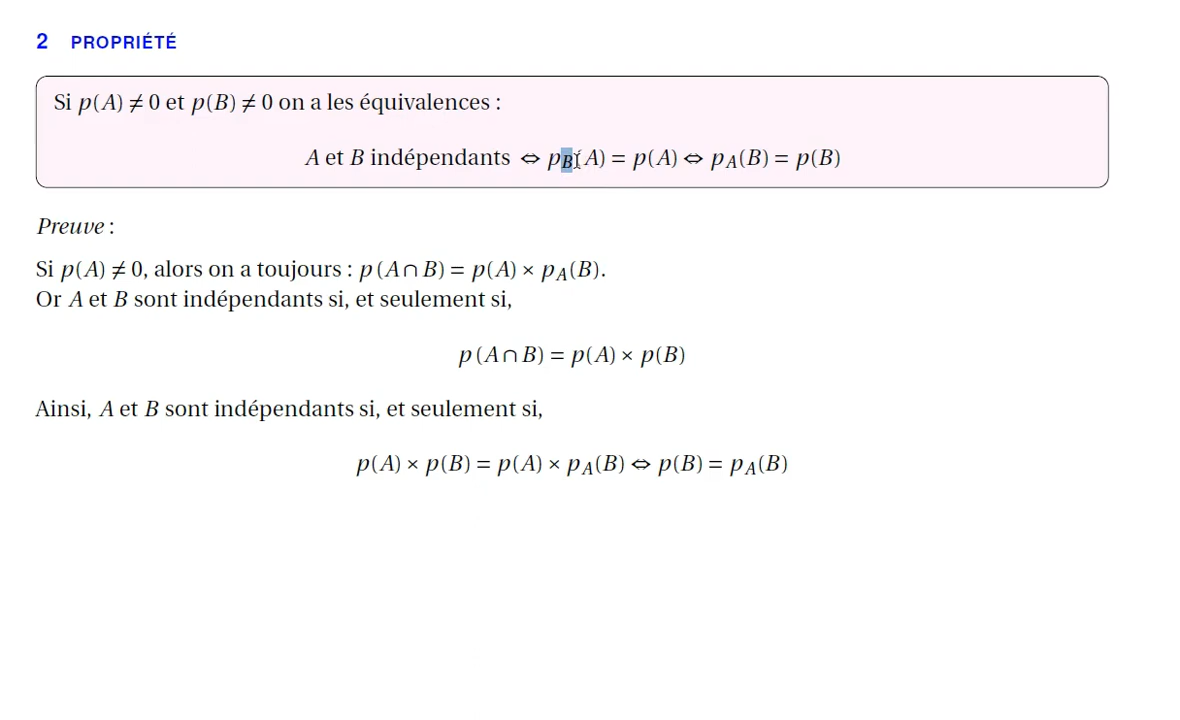 2 PROPRIÉTÉ
Si p(A) ≠ 0 et p(B) ≠ 0 on a les équivalences :
A et B indépendants ⇔ p_B(A) = p(A) ⇔ p_A(B) = p(B)
Preuve :
Si p(A) ≠ 0, alors on a toujours : p(A∩B) = p(A) × p_A(B).
Or A et B sont indépendants si, et seulement si,
p(A∩B) = p(A) × p(B)
Ainsi, A et B sont indépendants si, et seulement si,
p(A) × p(B) = p(A) × p_A(B) ⇔ p(B) = p_A(B)